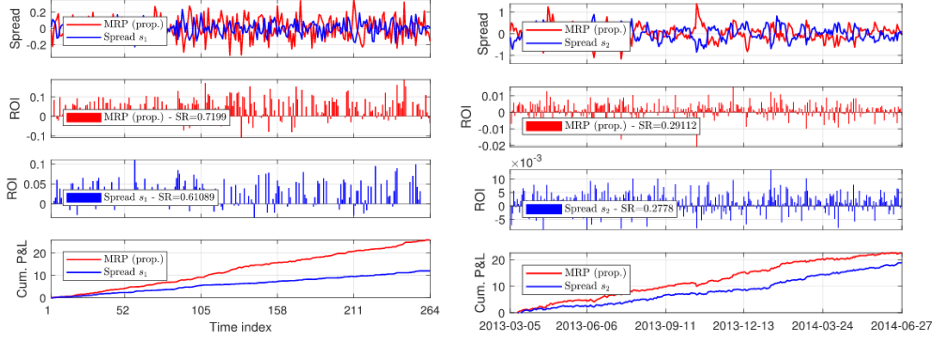 Spread
0.2
0
-0.2
MRP (prop.)
Spread s₁
ROI
0.1
0
-0.1
MRP (prop.) - SR=0.7199
ROI
0.1
0.05
0
Spread s₁ - SR=0.61089
Cum. P&L
20
10
0
MRP (prop.)
Spread s₁
1 52 105 158 211 264
Time index
Spread
1
0
-1
MRP (prop.)
Spread s₂
ROI
0.01
0
-0.01
-0.02
MRP (prop.) - SR=0.29112
×10⁻³
ROI
10
5
0
-5
Spread s₂ - SR=0.2778
Cum. P&L
20
10
0
MRP (prop.)
Spread s₂
2013-03-05 2013-06-06 2013-09-11 2013-12-13 2014-03-24 2014-06-27